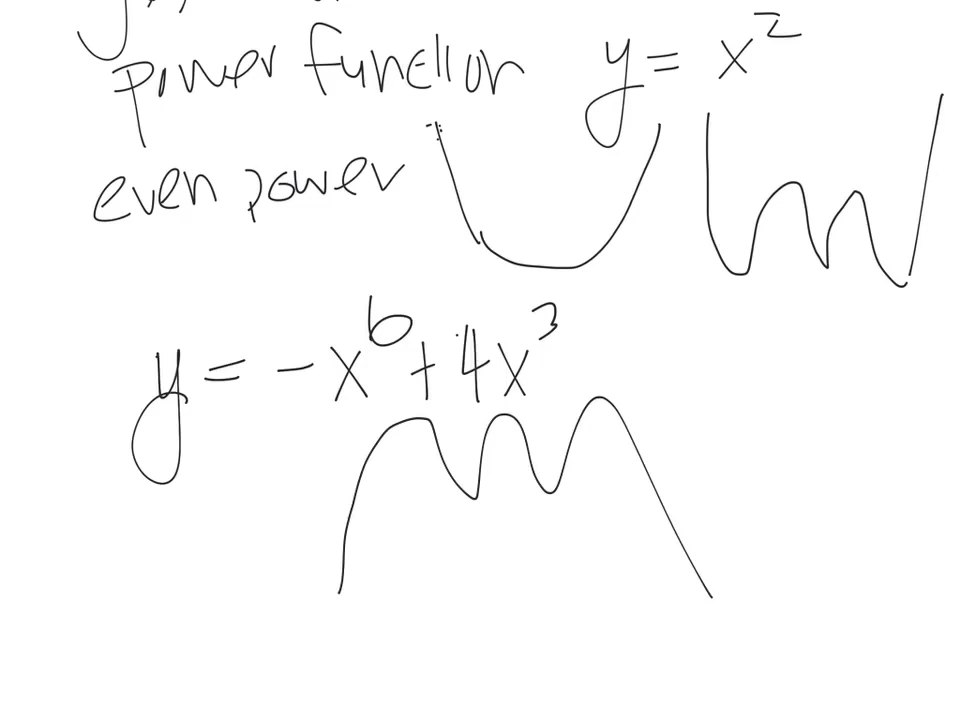 power function y = x²
even power
y = -x⁶ + 4x³